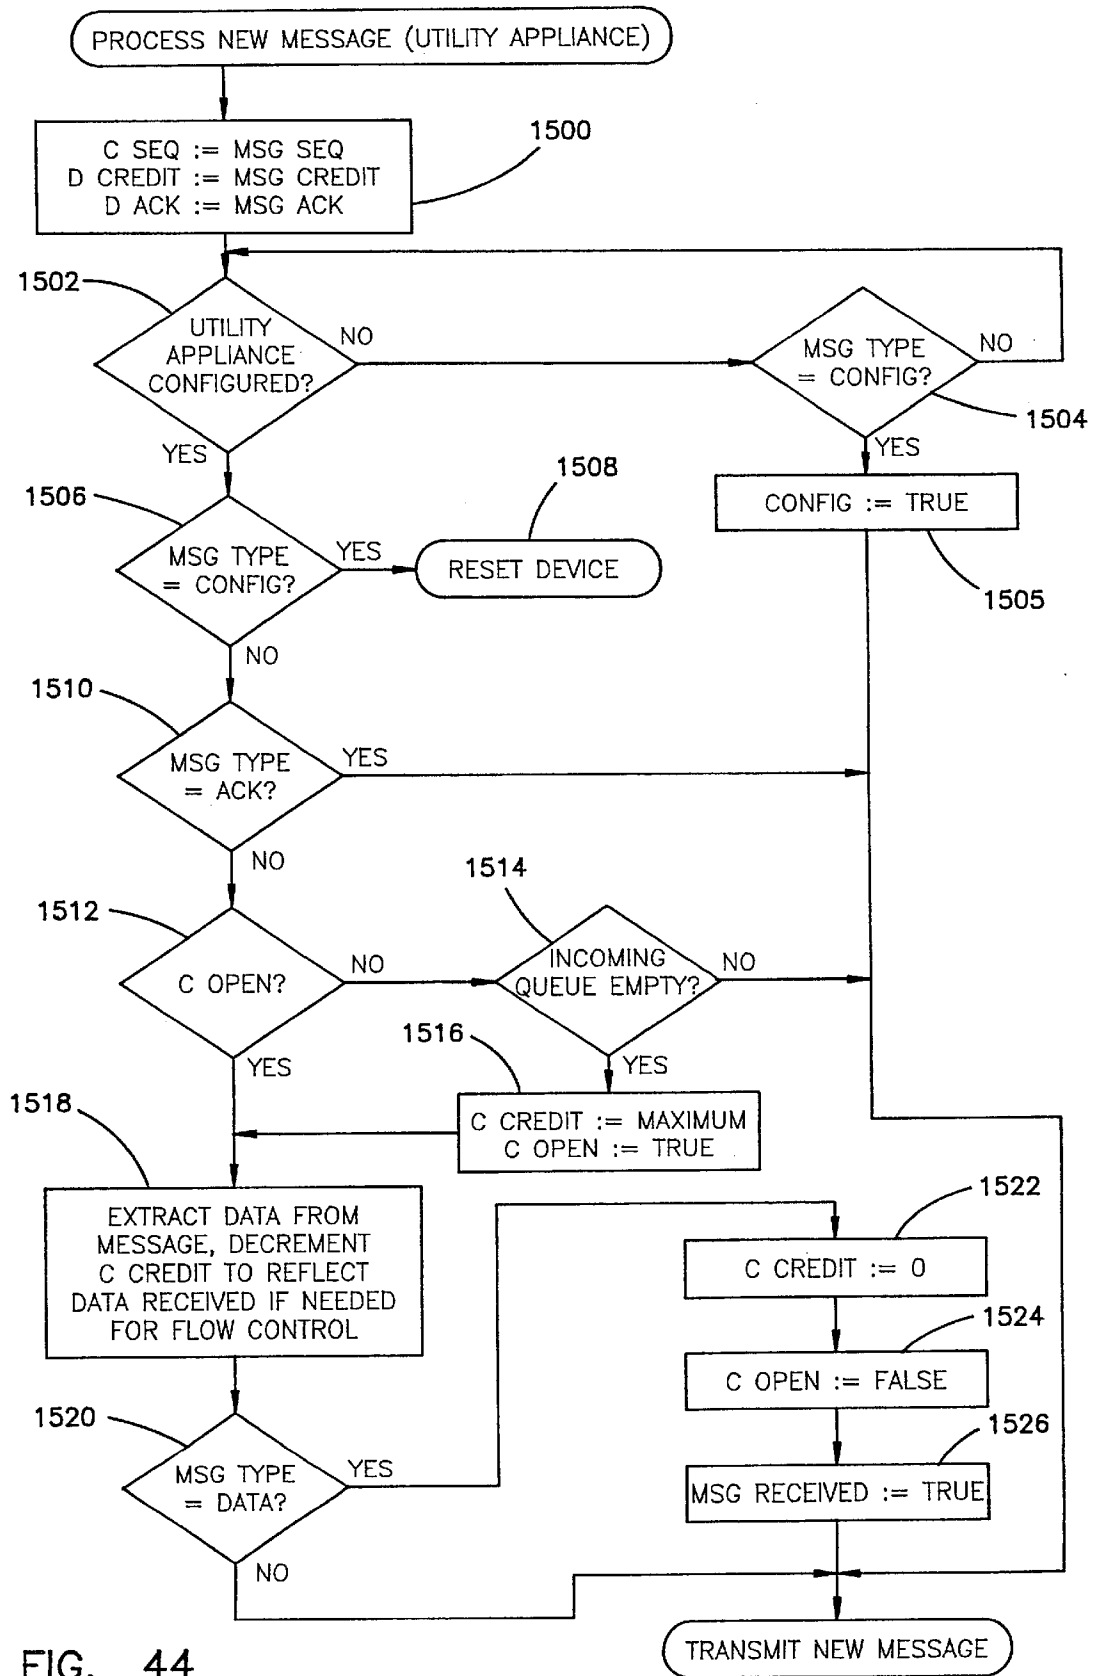 PROCESS NEW MESSAGE (UTILITY APPLIANCE)
C SEQ := MSG SEQ
D CREDIT := MSG CREDIT
D ACK := MSG ACK
1500
1502
UTILITY
APPLIANCE
CONFIGURED?
NO
YES
MSG TYPE
= CONFIG?
NO
1504
YES
CONFIG := TRUE
1505
1506
MSG TYPE
= CONFIG?
YES
1508
RESET DEVICE
NO
1510
MSG TYPE
= ACK?
YES
NO
1512
C OPEN?
NO
1514
INCOMING
QUEUE EMPTY?
NO
YES
1516
C CREDIT := MAXIMUM
C OPEN := TRUE
YES
1518
EXTRACT DATA FROM
MESSAGE, DECREMENT
C CREDIT TO REFLECT
DATA RECEIVED IF NEEDED
FOR FLOW CONTROL
1520
MSG TYPE
= DATA?
YES
NO
1522
C CREDIT := 0
1524
C OPEN := FALSE
1526
MSG RECEIVED := TRUE
TRANSMIT NEW MESSAGE
FIG. 44